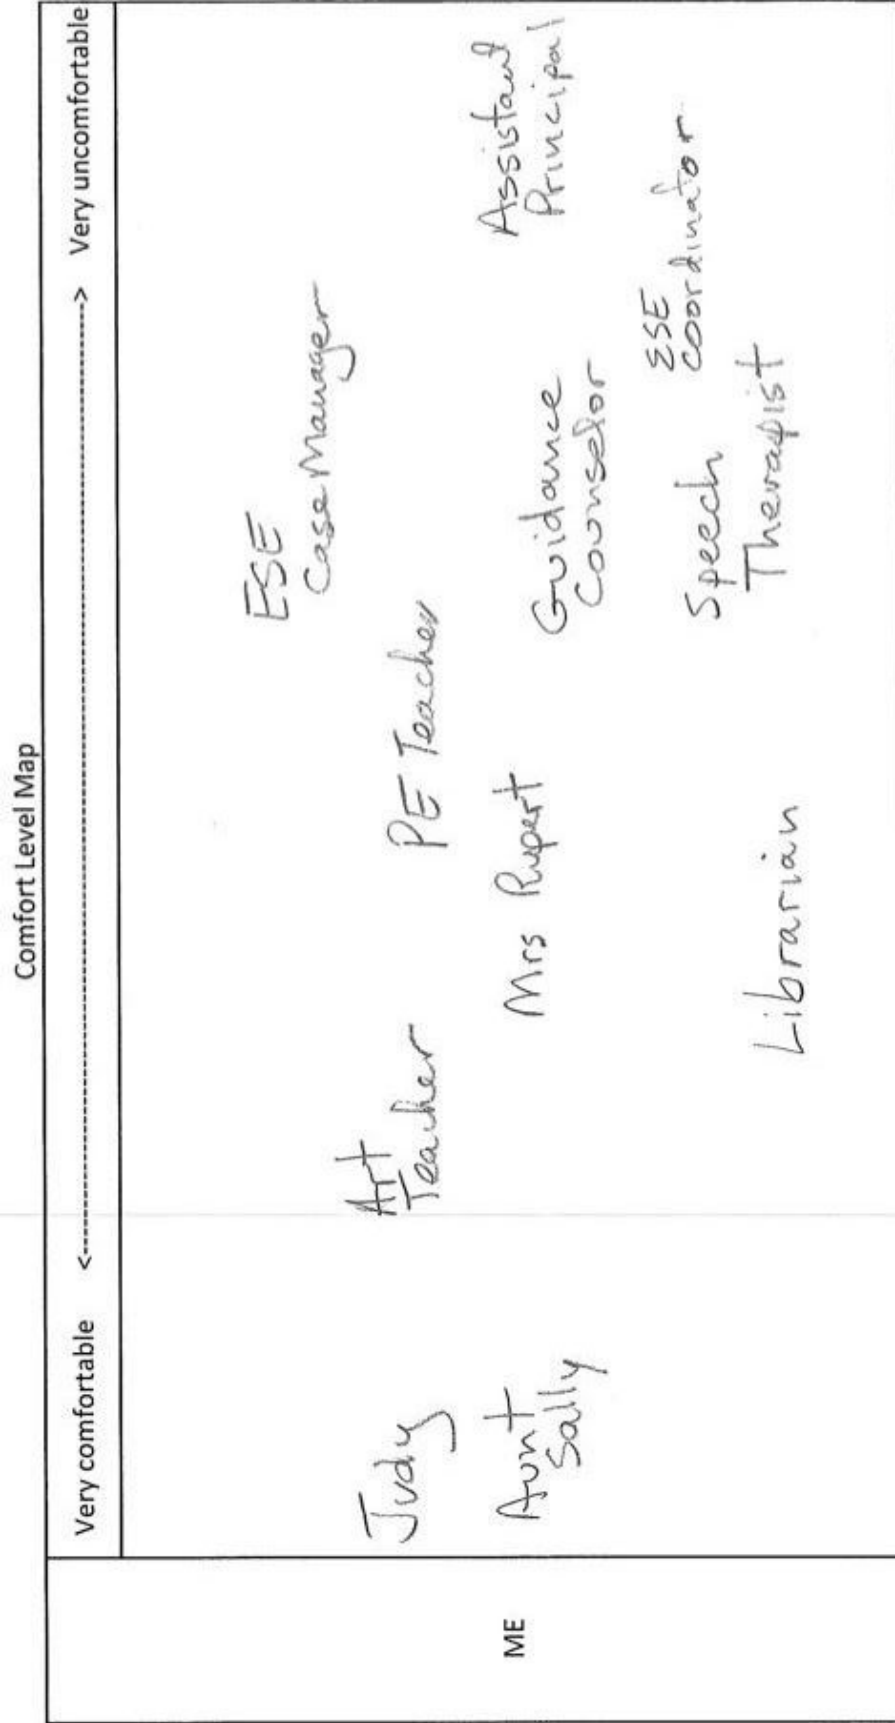 Comfort Level Map
Very comfortable <------------------------------------------------------------> Very uncomfortable
ME
Judy
Aunt
Sally
Art
Teacher
Mrs Rupert
Librarian
PE Teacher
ESE
Case Manager
Guidance
Counselor
Speech
Therapist
ESE
Coordinator
Assistant
Principal